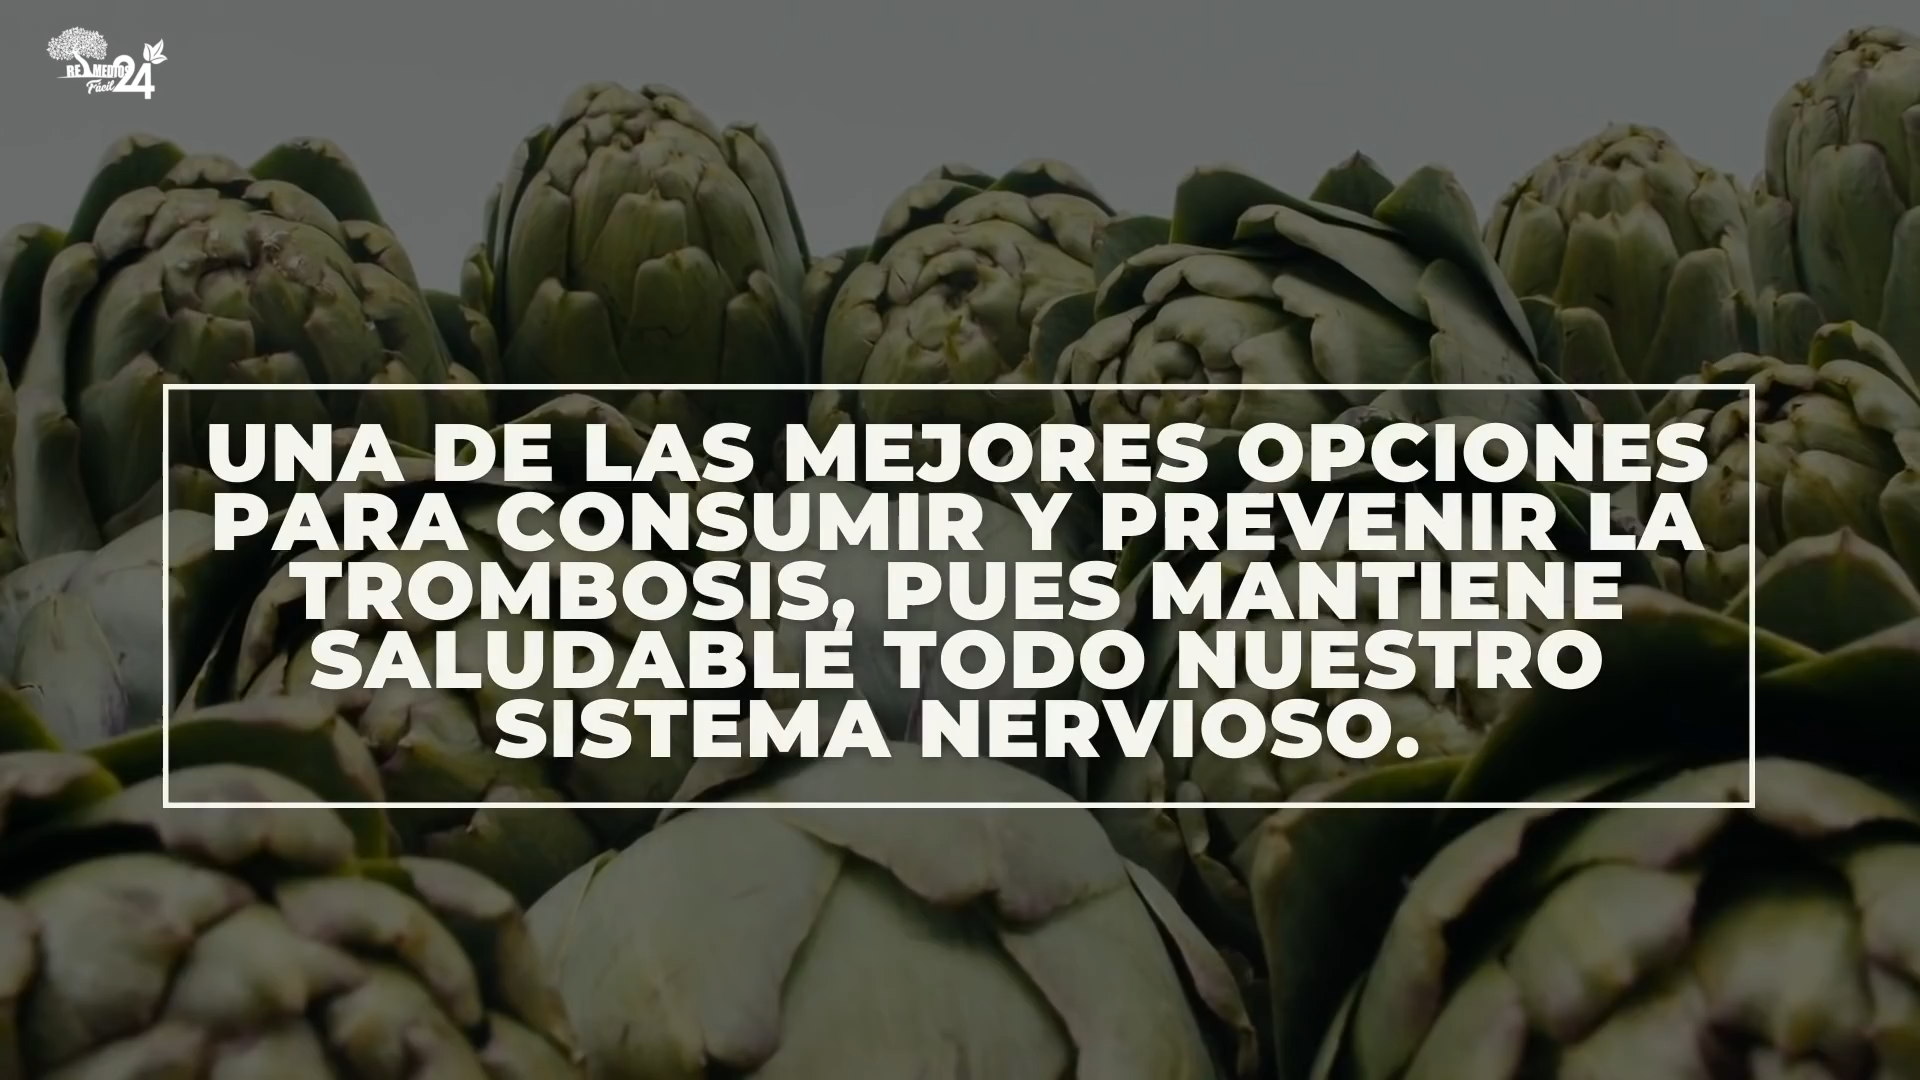 REMEDIOS
Fácil 24
UNA DE LAS MEJORES OPCIONES
PARA CONSUMIR Y PREVENIR LA
TROMBOSIS, PUES MANTIENE
SALUDABLE TODO NUESTRO
SISTEMA NERVIOSO.